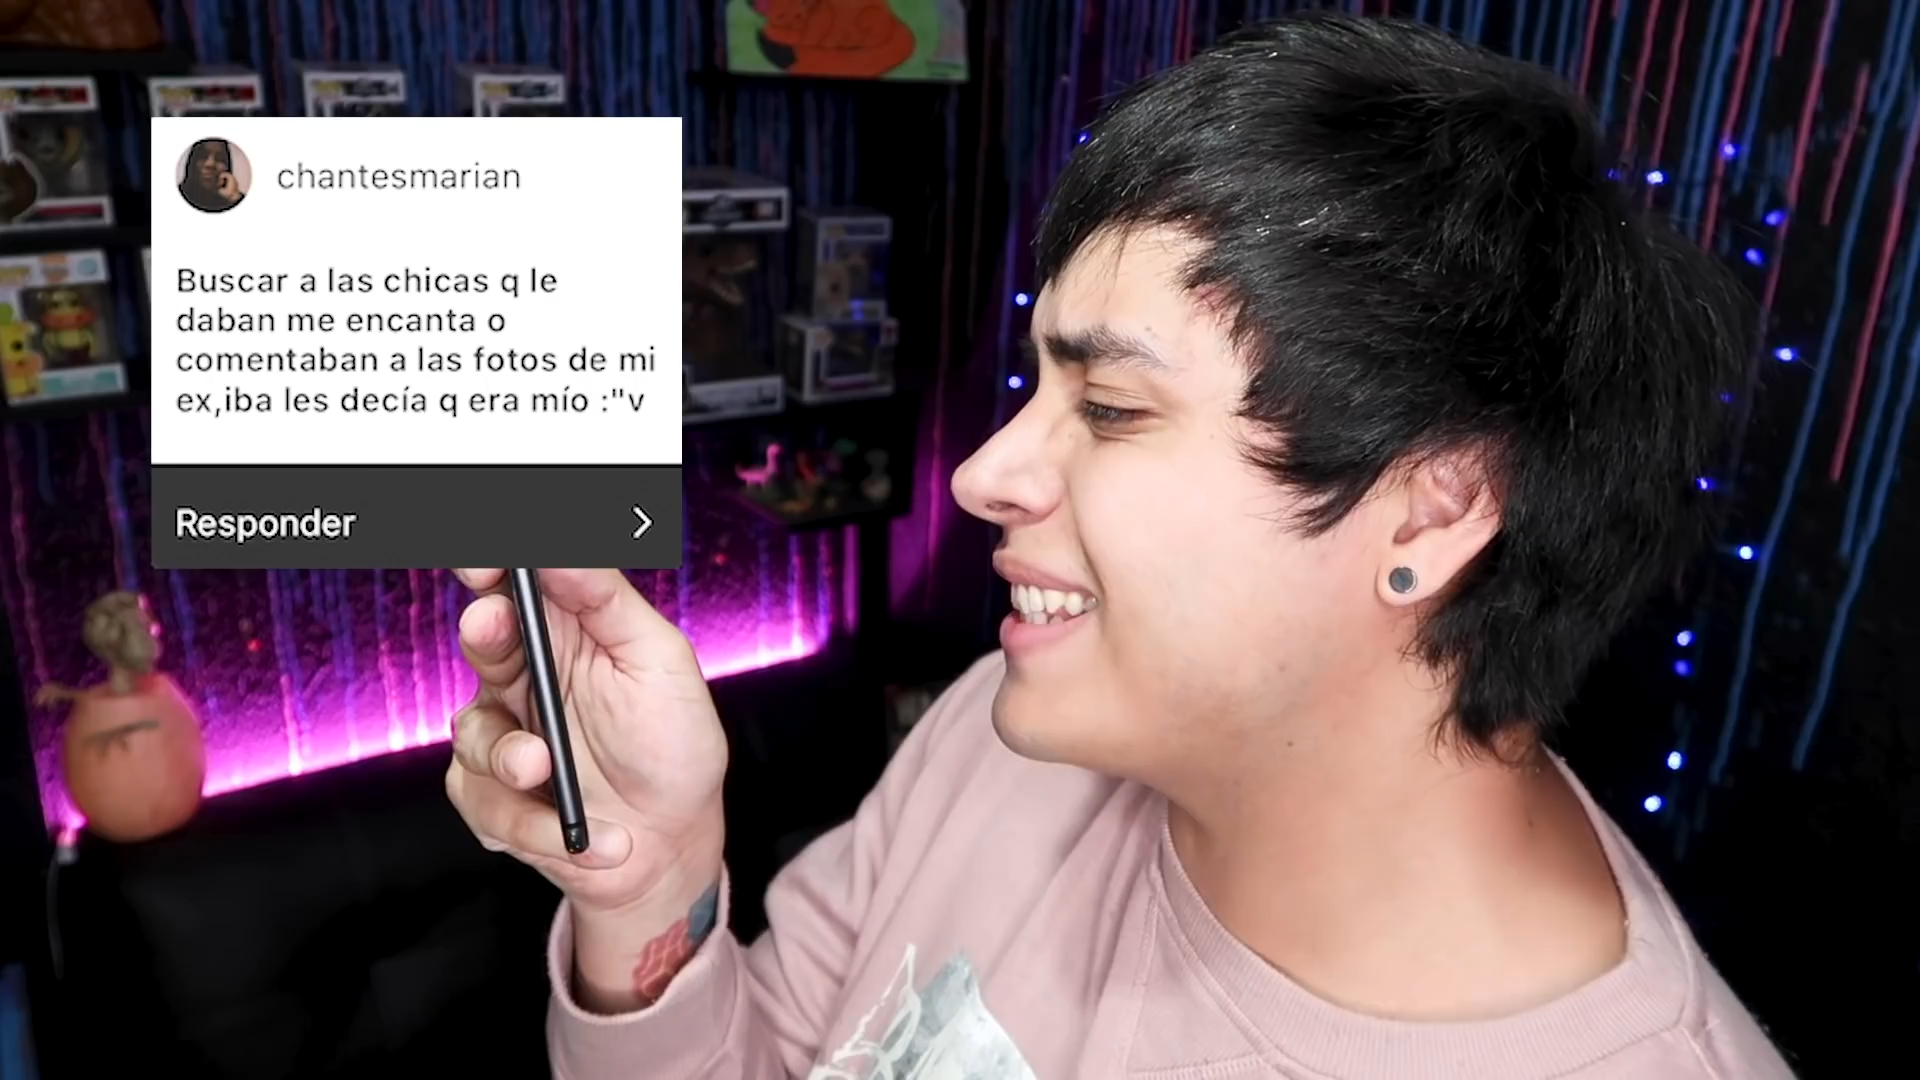 chantesmarian
Buscar a las chicas q le
daban me encanta o
comentaban a las fotos de mi
ex,iba les decía q era mío :"v
Responder